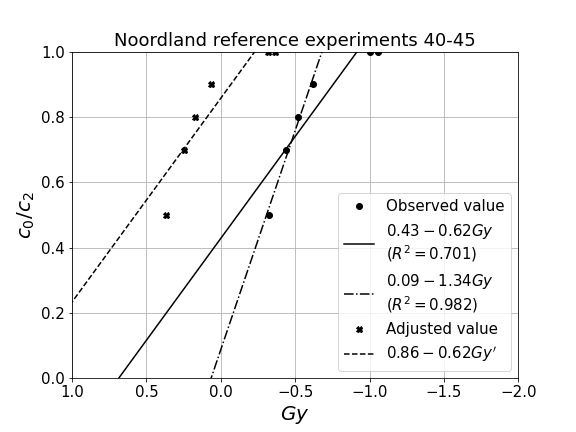 Noordland reference experiments 40-45
1.0
0.8
0.6
0.4
0.2
0.0
c₀/c₂
Observed value
0.43 − 0.62Gy
(R² = 0.701)
0.09 − 1.34Gy
(R² = 0.982)
Adjusted value
0.86 − 0.62Gy′
1.0 0.5 0.0 −0.5 −1.0 −1.5 −2.0
Gy